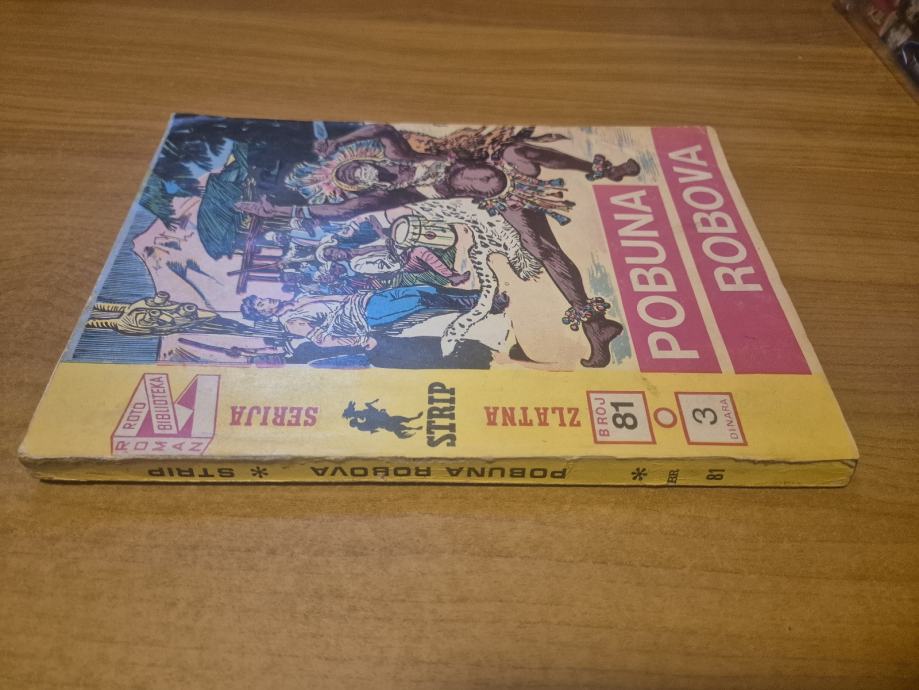 POBUNA
ROBOVA
ROTO
BIBLIOTEKA
ROMAN
ZLATNA
STRIP
SERIJA
BROJ
81
3
DINARA
STRIP * POBUNA ROBOVA * BR 81